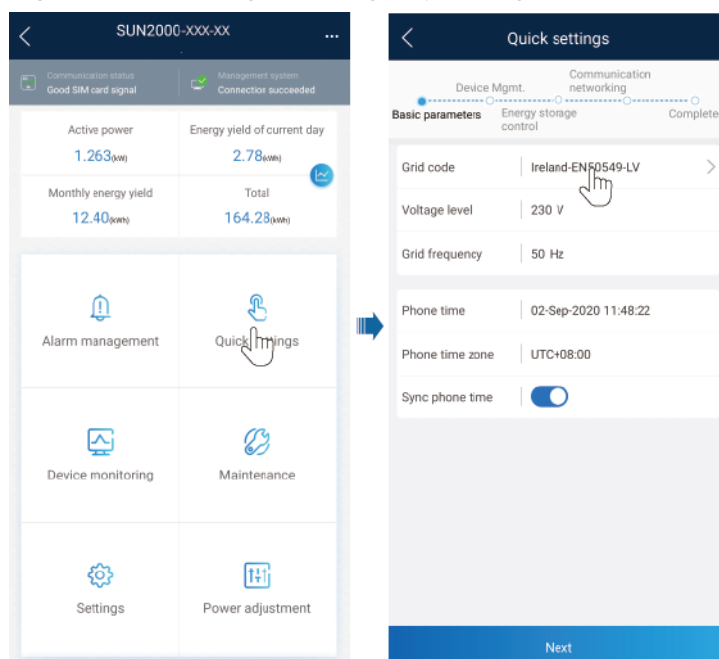 SUN2000-XXX-XX
...
Communication status
Good SIM card signal
Management system
Connection succeeded
Active power
1.263(kW)
Energy yield of current day
2.78(kWh)
Monthly energy yield
12.40(kWh)
Total
164.28(kWh)
Alarm management
Quick ings
Device monitoring
Maintenance
Settings
Power adjustment
Quick settings
Device Mgmt.
Communication
networking
Basic parameters
Energy storage
control
Complete
Grid code
Ireland-EN50549-LV
Voltage level
230 V
Grid frequency
50 Hz
Phone time
02-Sep-2020 11:48:22
Phone time zone
UTC+08:00
Sync phone time
Next